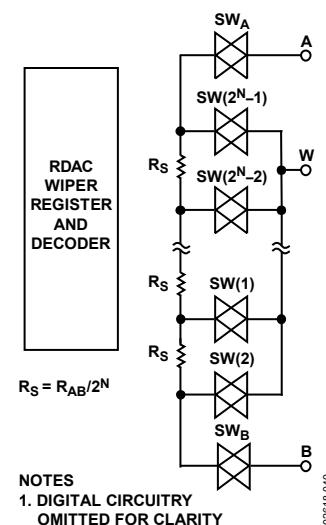 SWA
A
SW(2N–1)
RDAC
WIPER
REGISTER
AND
DECODER
RS
W
SW(2N–2)
RS
SW(1)
RS
SW(2)
RS = RAB/2N
SWB
B
NOTES
1. DIGITAL CIRCUITRY
OMITTED FOR CLARITY